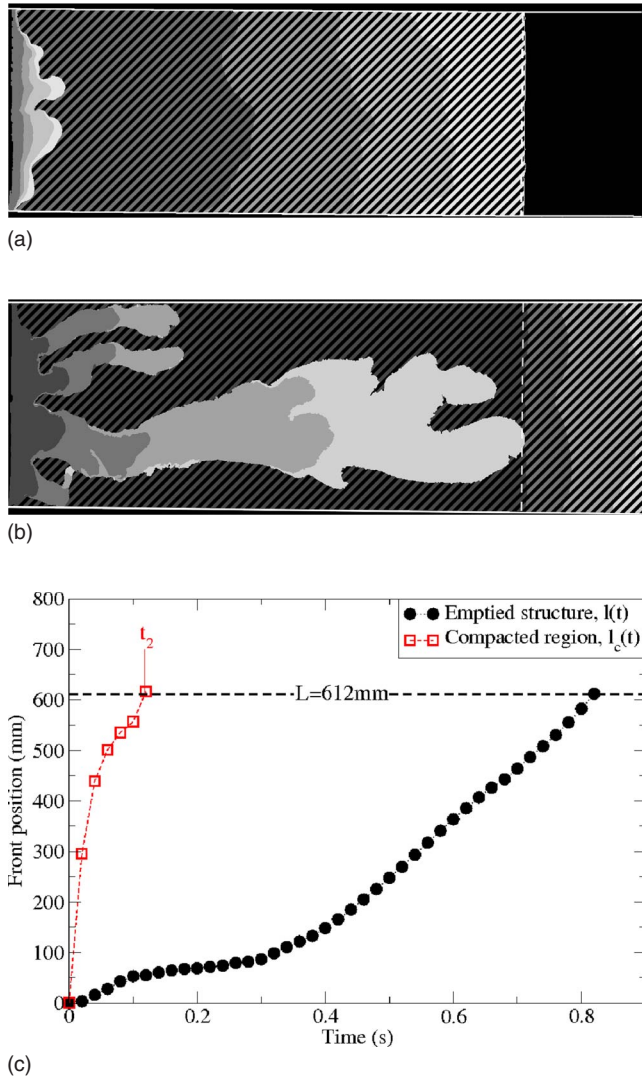 (a)
(b)
800
700
600
500
400
300
200
100
0
Front position (mm)
t₂
Emptied structure, l(t)
Compacted region, l_c(t)
L=612mm
0 0.2 0.4 0.6 0.8
Time (s)
(c)